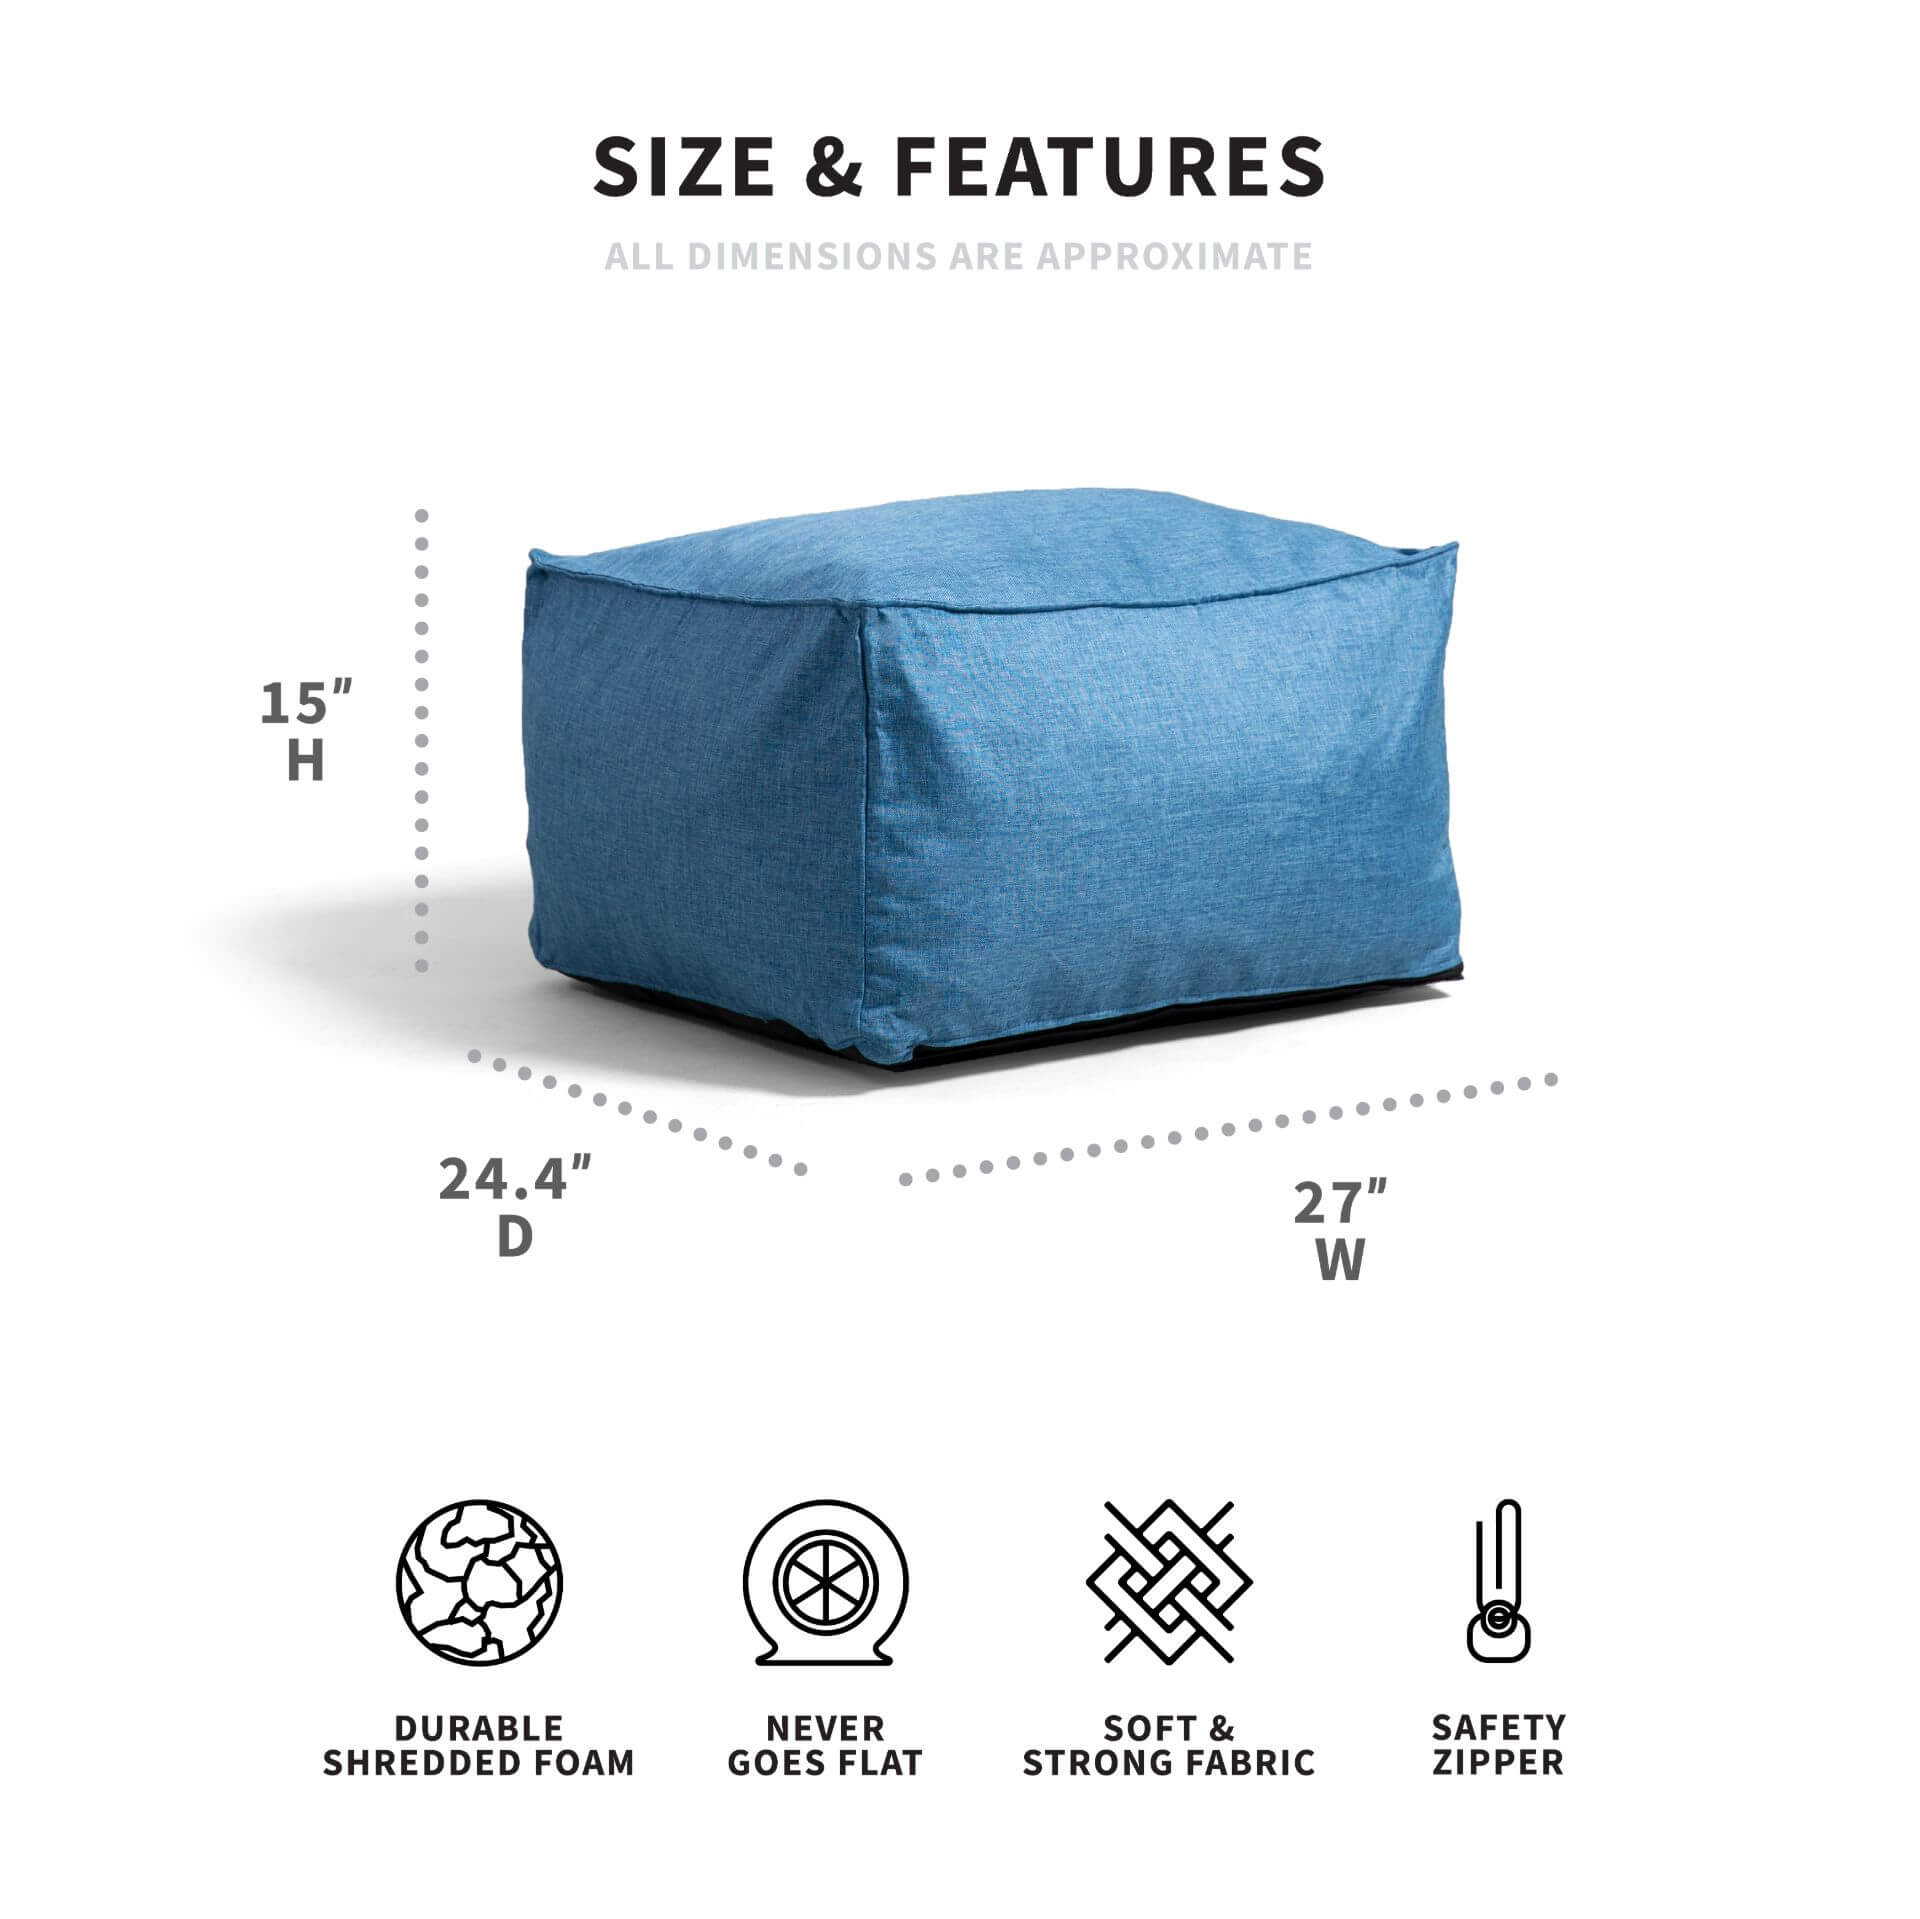 SIZE & FEATURES
ALL DIMENSIONS ARE APPROXIMATE
15"
H
24.4"
D
27"
W
DURABLE
SHREDDED FOAM
NEVER
GOES FLAT
SOFT &
STRONG FABRIC
SAFETY
ZIPPER